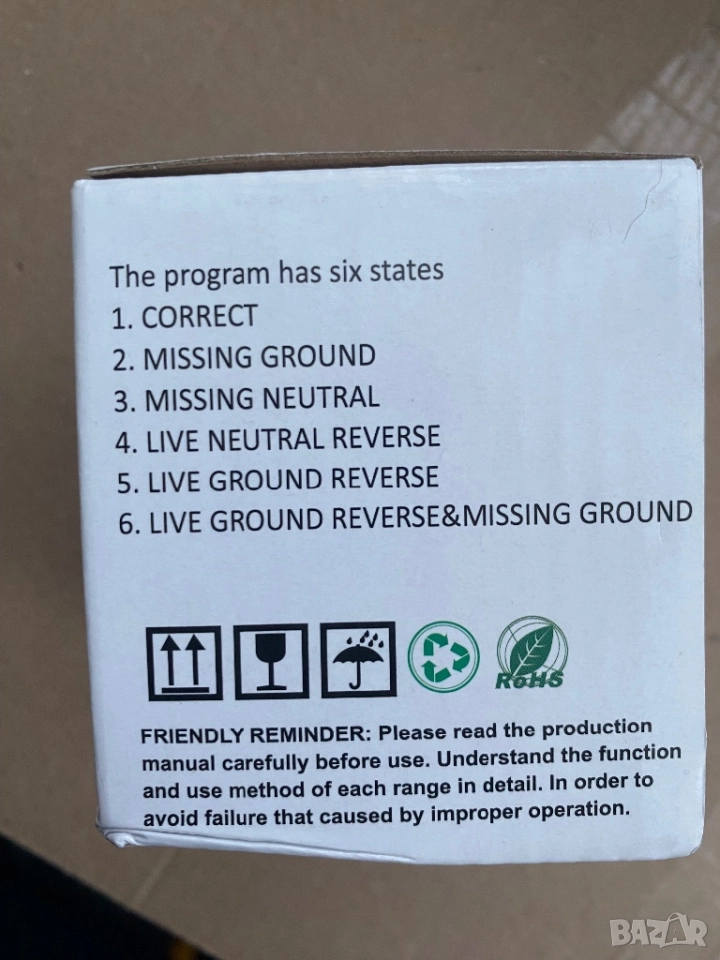 The program has six states
1. CORRECT
2. MISSING GROUND
3. MISSING NEUTRAL
4. LIVE NEUTRAL REVERSE
5. LIVE GROUND REVERSE
6. LIVE GROUND REVERSE&MISSING GROUND
RoHS
FRIENDLY REMINDER: Please read the production
manual carefully before use. Understand the function
and use method of each range in detail. In order to
avoid failure that caused by improper operation.
BAZAR